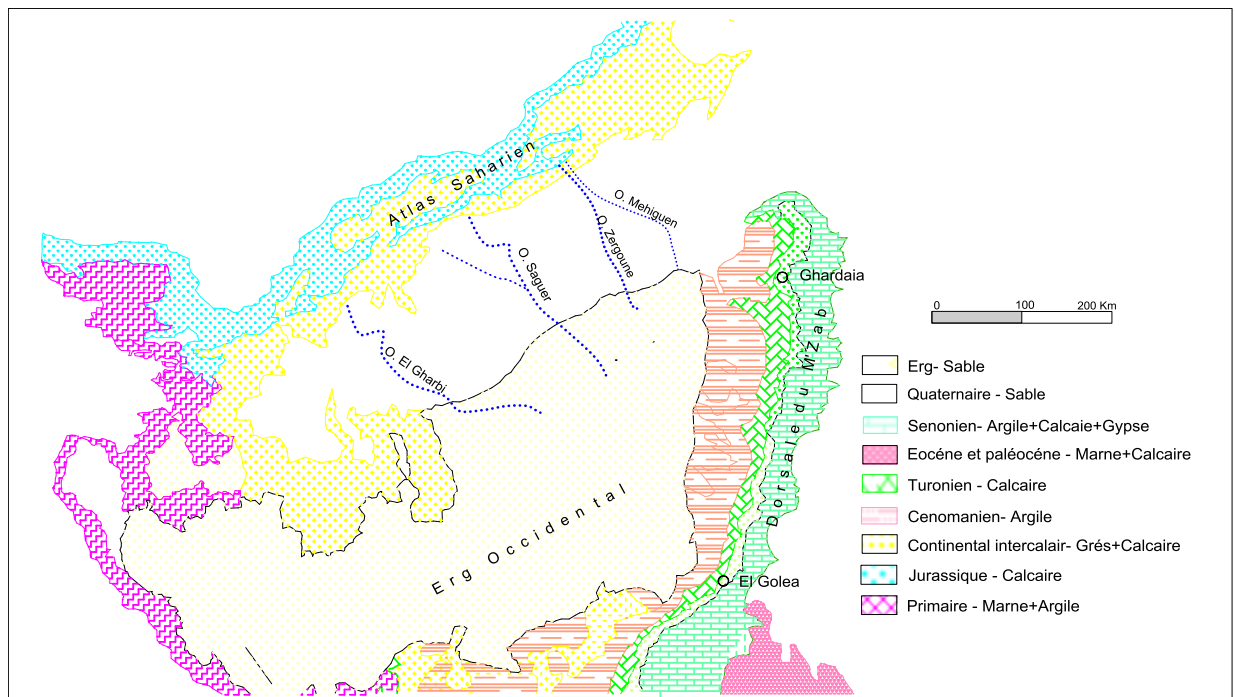 Atlas Saharien
O. Mehiguen
O. Zergoune
O. Saguer
O. El Gharbi
Ghardaia
Dorsale du M'Zab
Erg Occidental
El Golea
0 100 200 Km
Erg- Sable
Quaternaire - Sable
Senonien- Argile+Calcaie+Gypse
Eocéne et paléocéne - Marne+Calcaire
Turonien - Calcaire
Cenomanien- Argile
Continental intercalair- Grés+Calcaire
Jurassique - Calcaire
Primaire - Marne+Argile